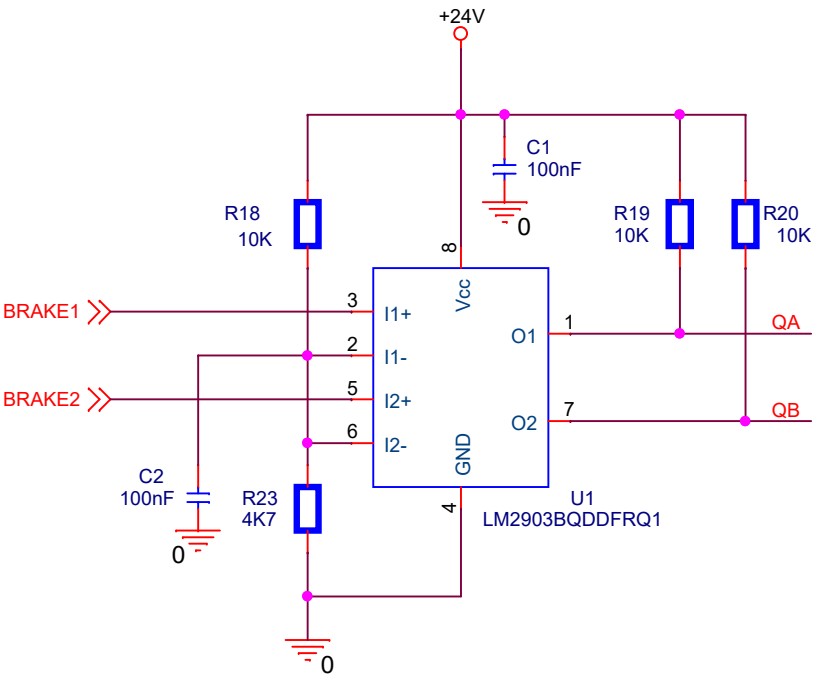 +24V
C1
100nF
0
R18
10K
R19
10K
R20
10K
8
Vcc
BRAKE1
3
I1+
O1
1
QA
2
I1-
BRAKE2
5
I2+
O2
7
QB
6
I2-
GND
C2
100nF
R23
4K7
4
U1
LM2903BQDDFRQ1
0
0